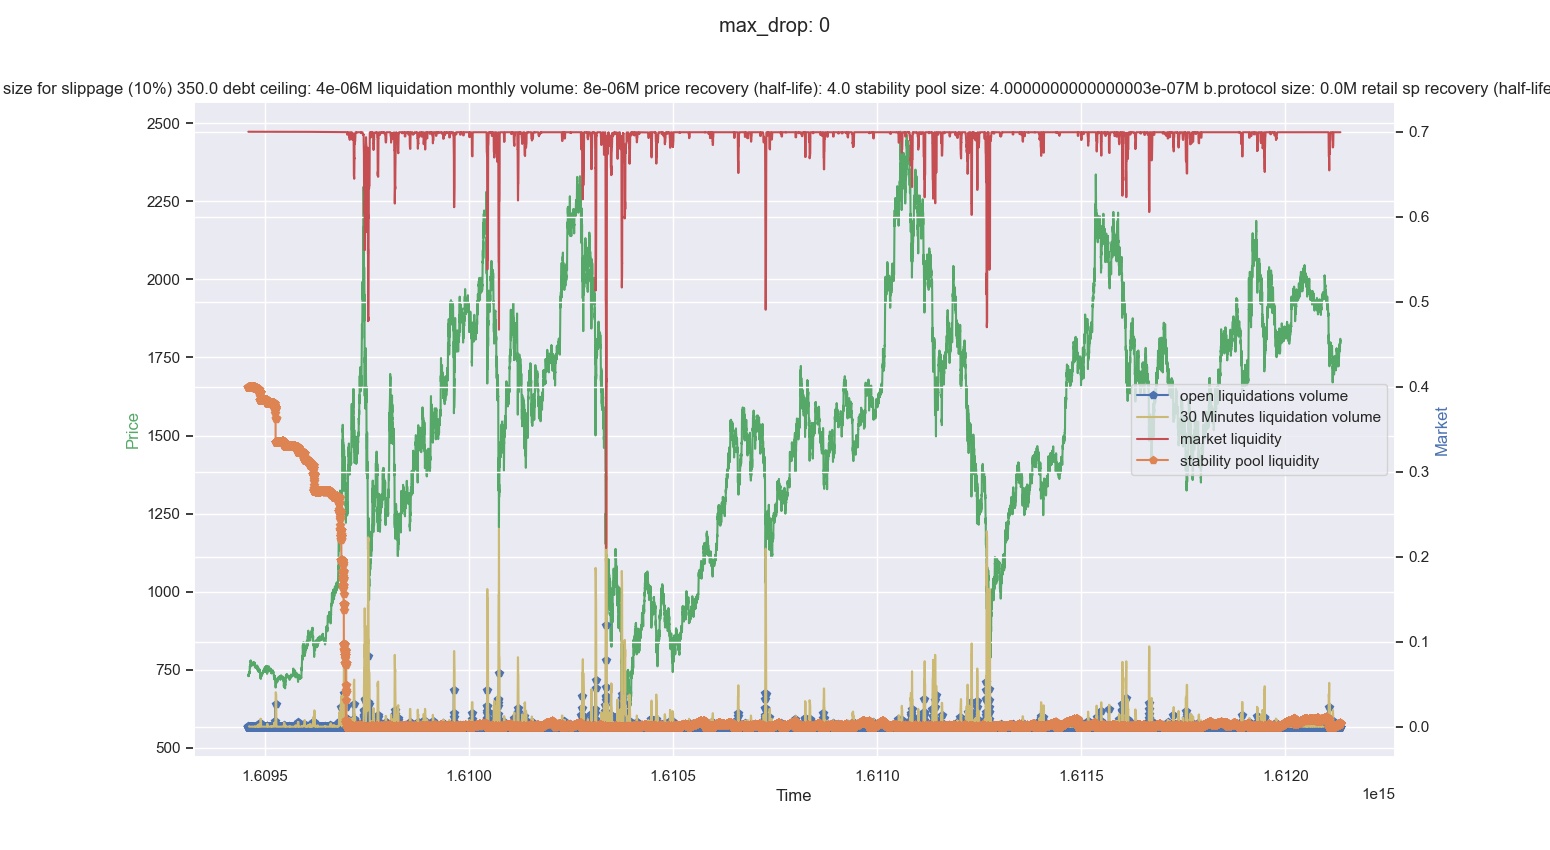 max_drop: 0
size for slippage (10%) 350.0 debt ceiling: 4e-06M liquidation monthly volume: 8e-06M price recovery (half-life): 4.0 stability pool size: 4.0000000000000003e-07M b.protocol size: 0.0M retail sp recovery (half-life
2500
2250
2000
1750
1500
1250
1000
750
500
Price
0.7
0.6
0.5
0.4
0.3
0.2
0.1
0.0
Market
open liquidations volume
30 Minutes liquidation volume
market liquidity
stability pool liquidity
1.6095
1.6100
1.6105
1.6110
1.6115
1.6120
1e15
Time